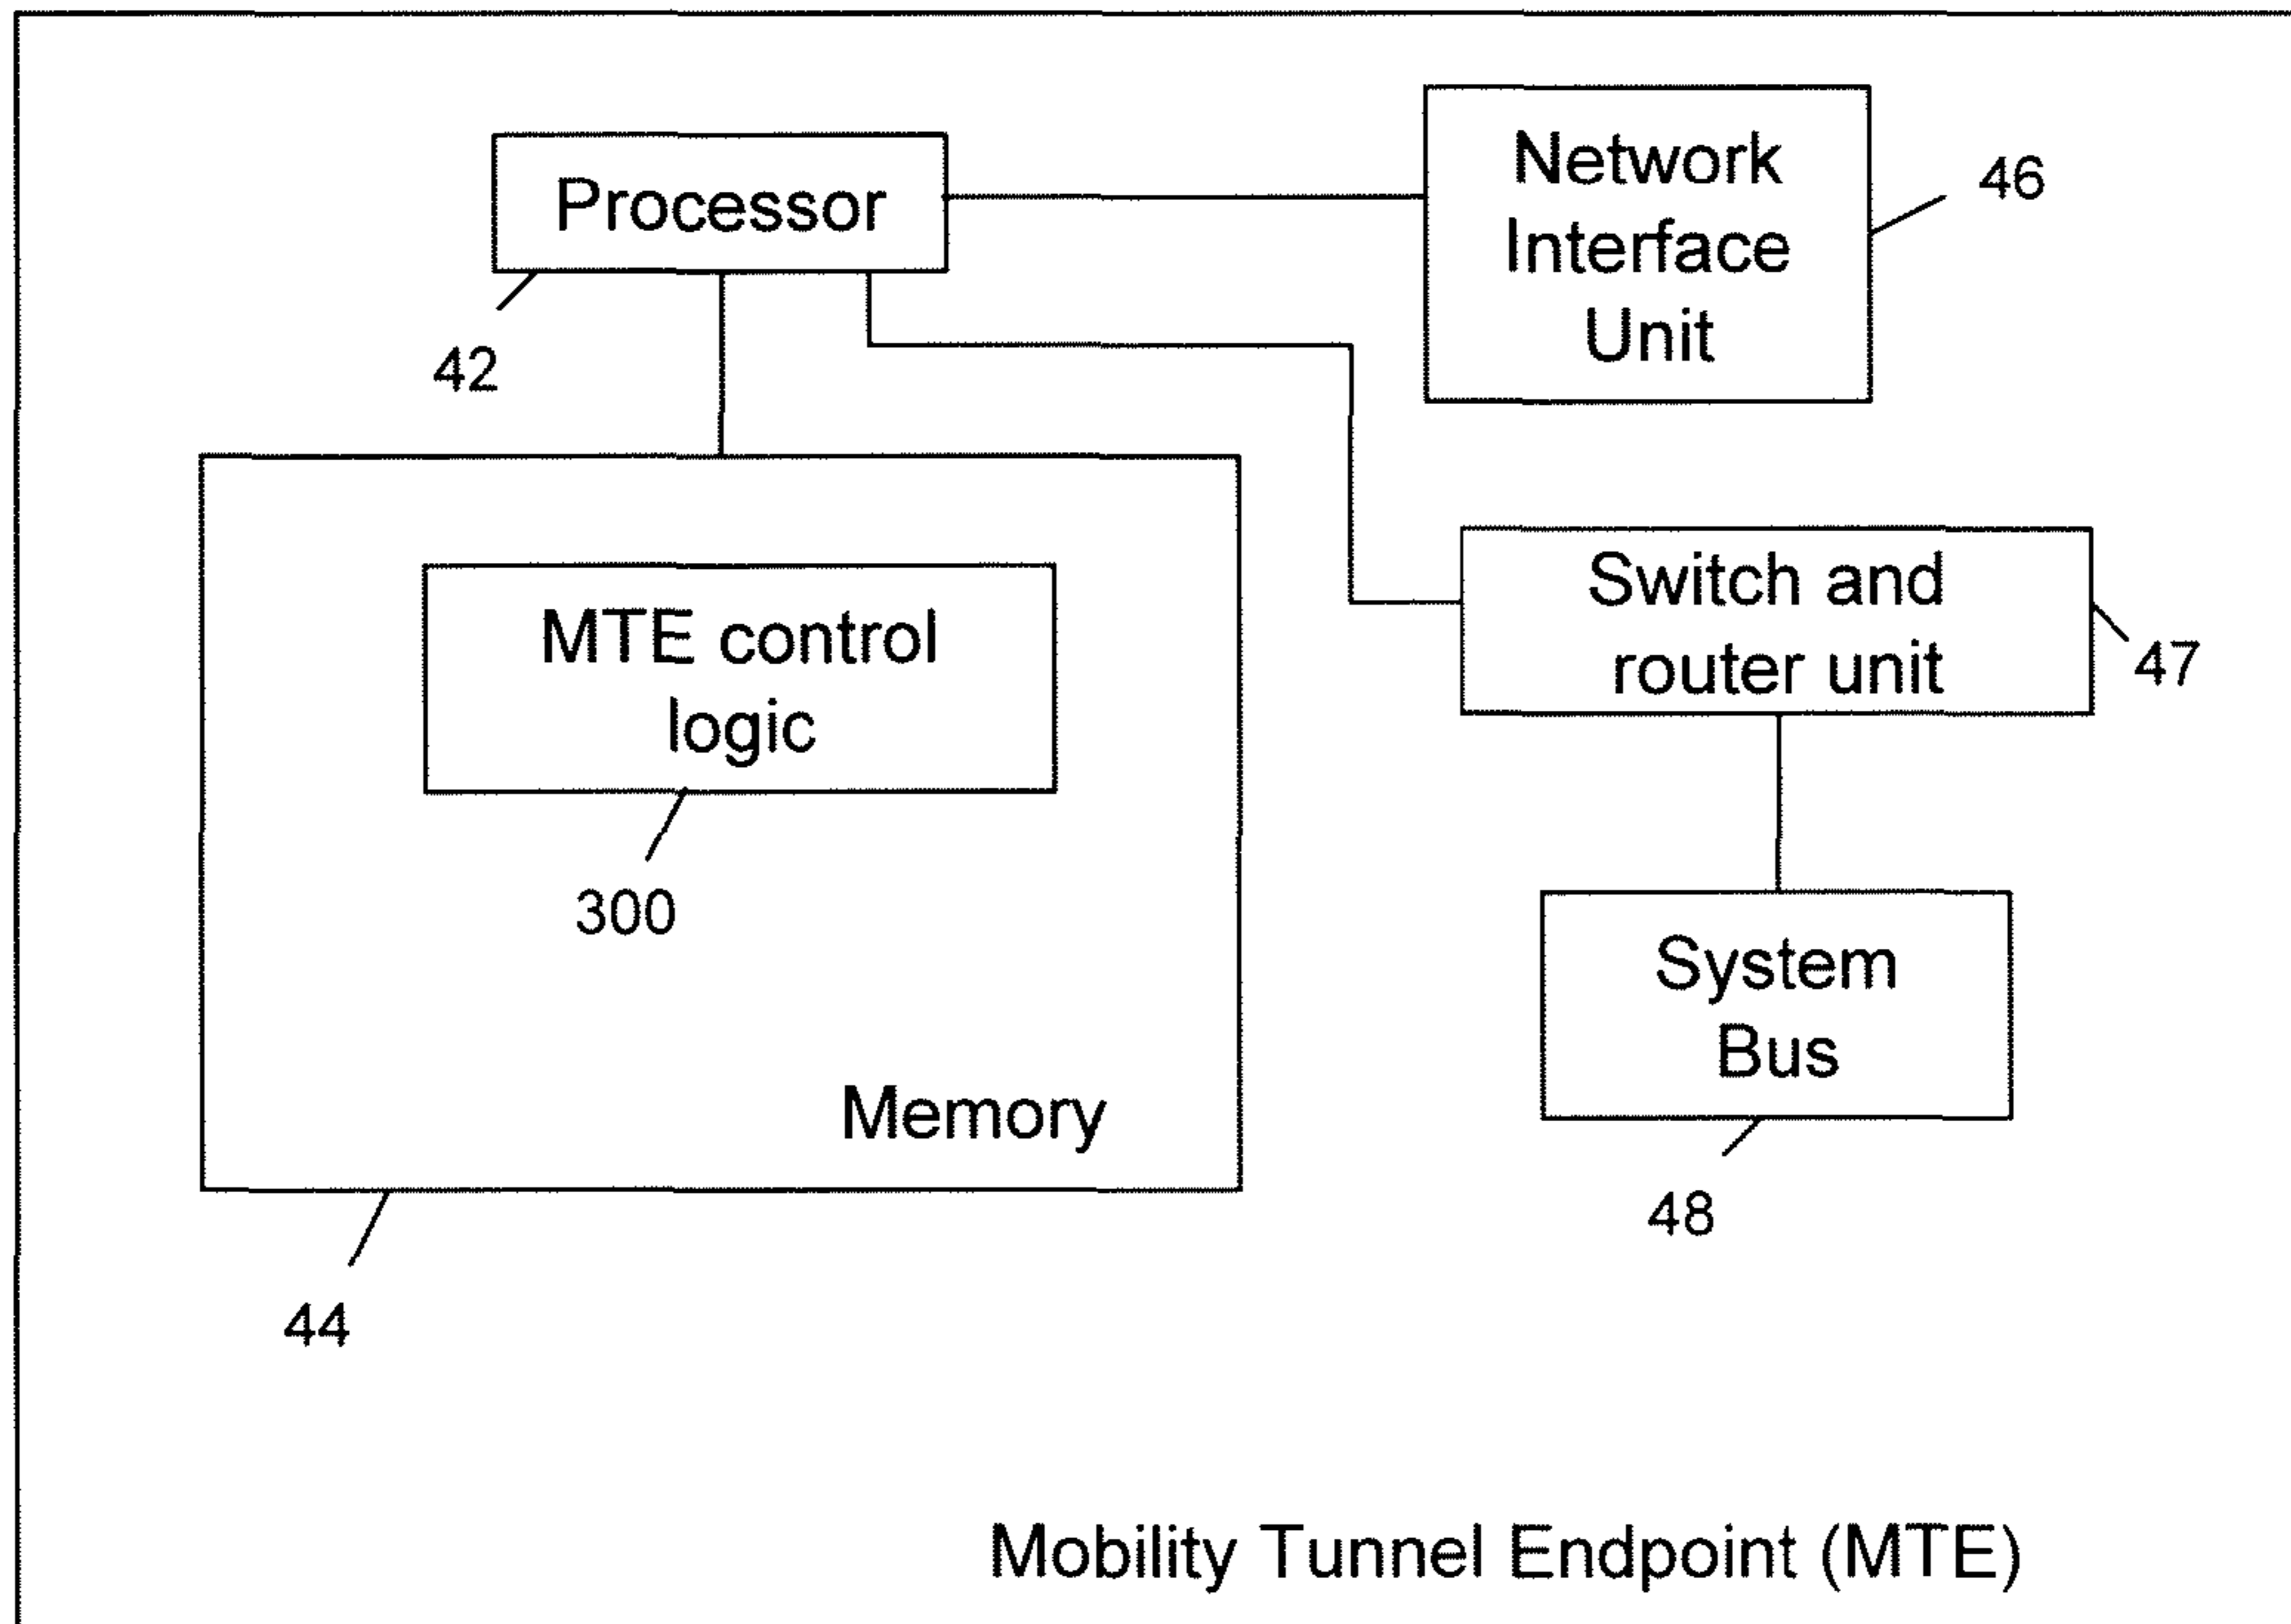 Processor
42
Network
Interface
Unit
46
Switch and
router unit
47
MTE control
logic
300
System
Bus
48
Memory
44
Mobility Tunnel Endpoint (MTE)